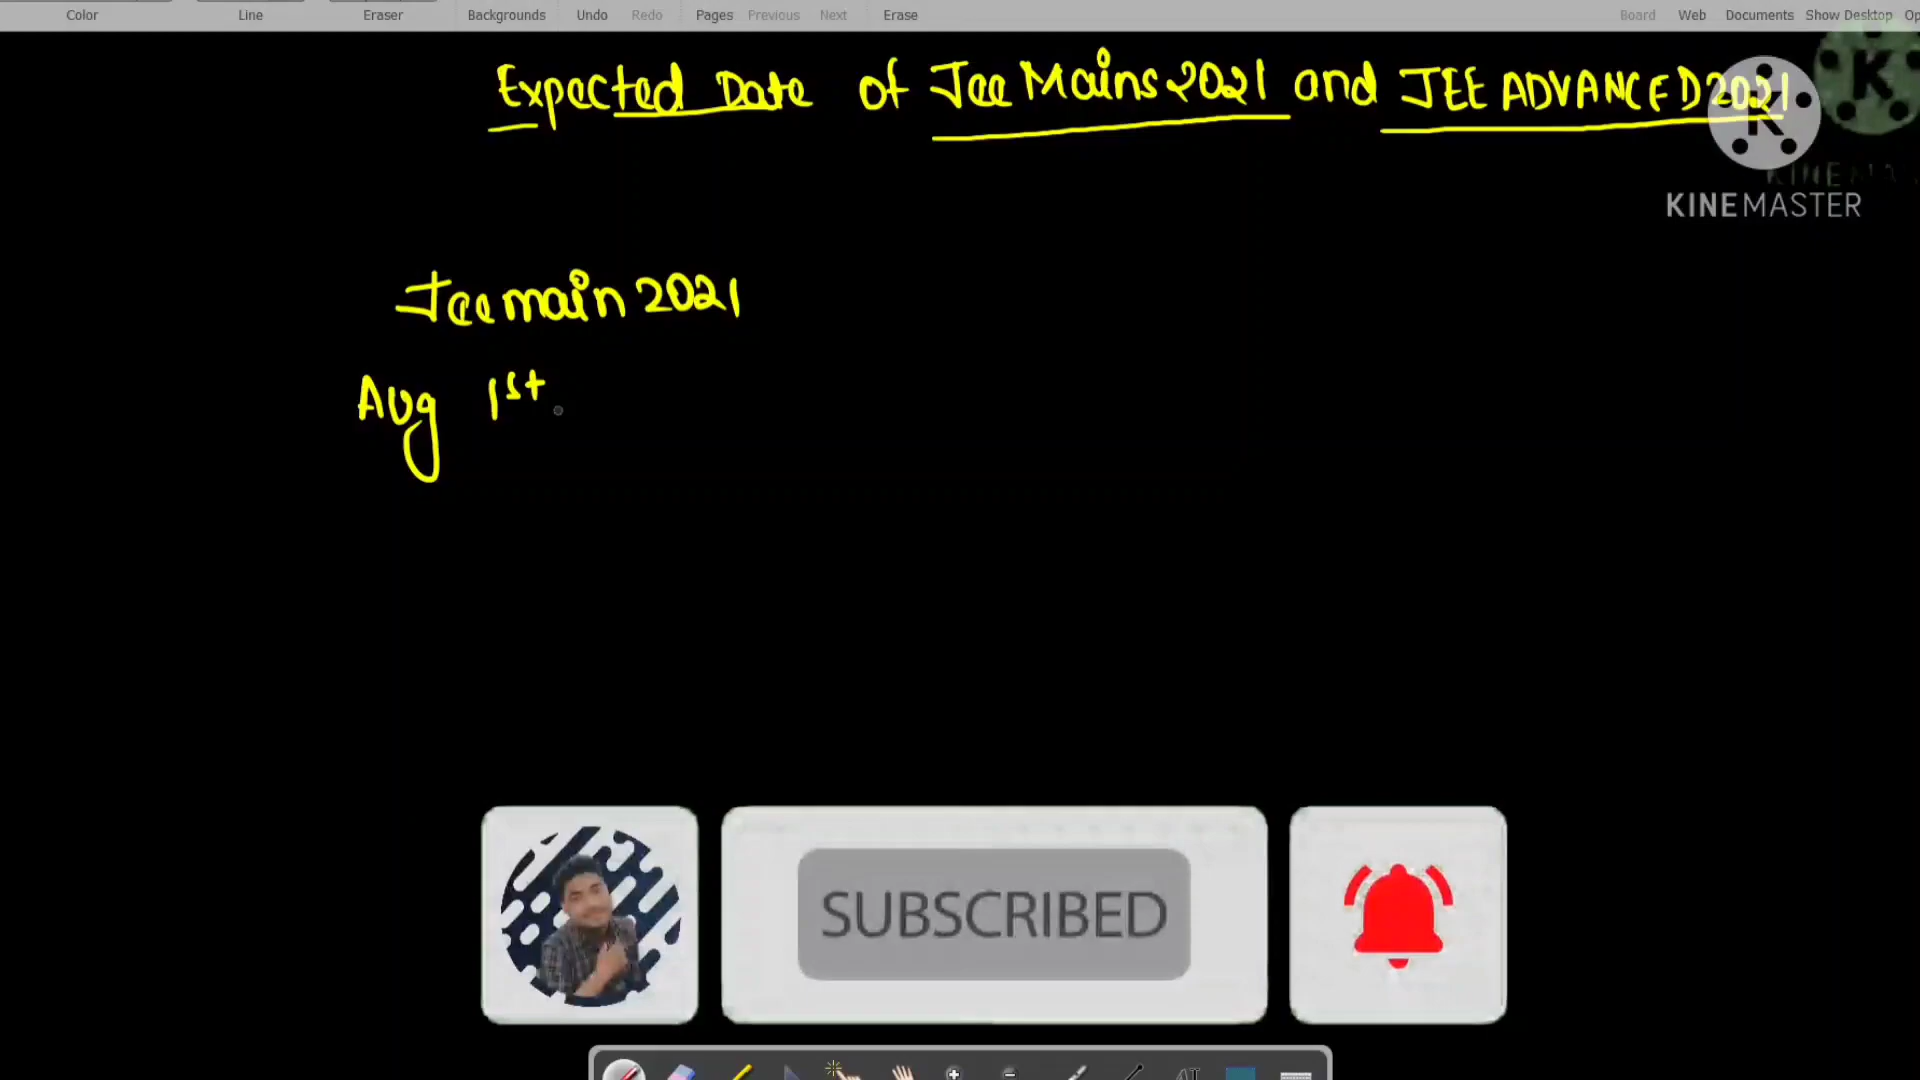 Color Line Eraser Backgrounds Undo Redo Pages Previous Next Erase Board Web Documents Show Desktop Op
Expected Date of Jee Mains 2021 and JEE ADVANCED 2021
K
K
KINEMASTER
Jee main 2021
Aug 1st
SUBSCRIBED